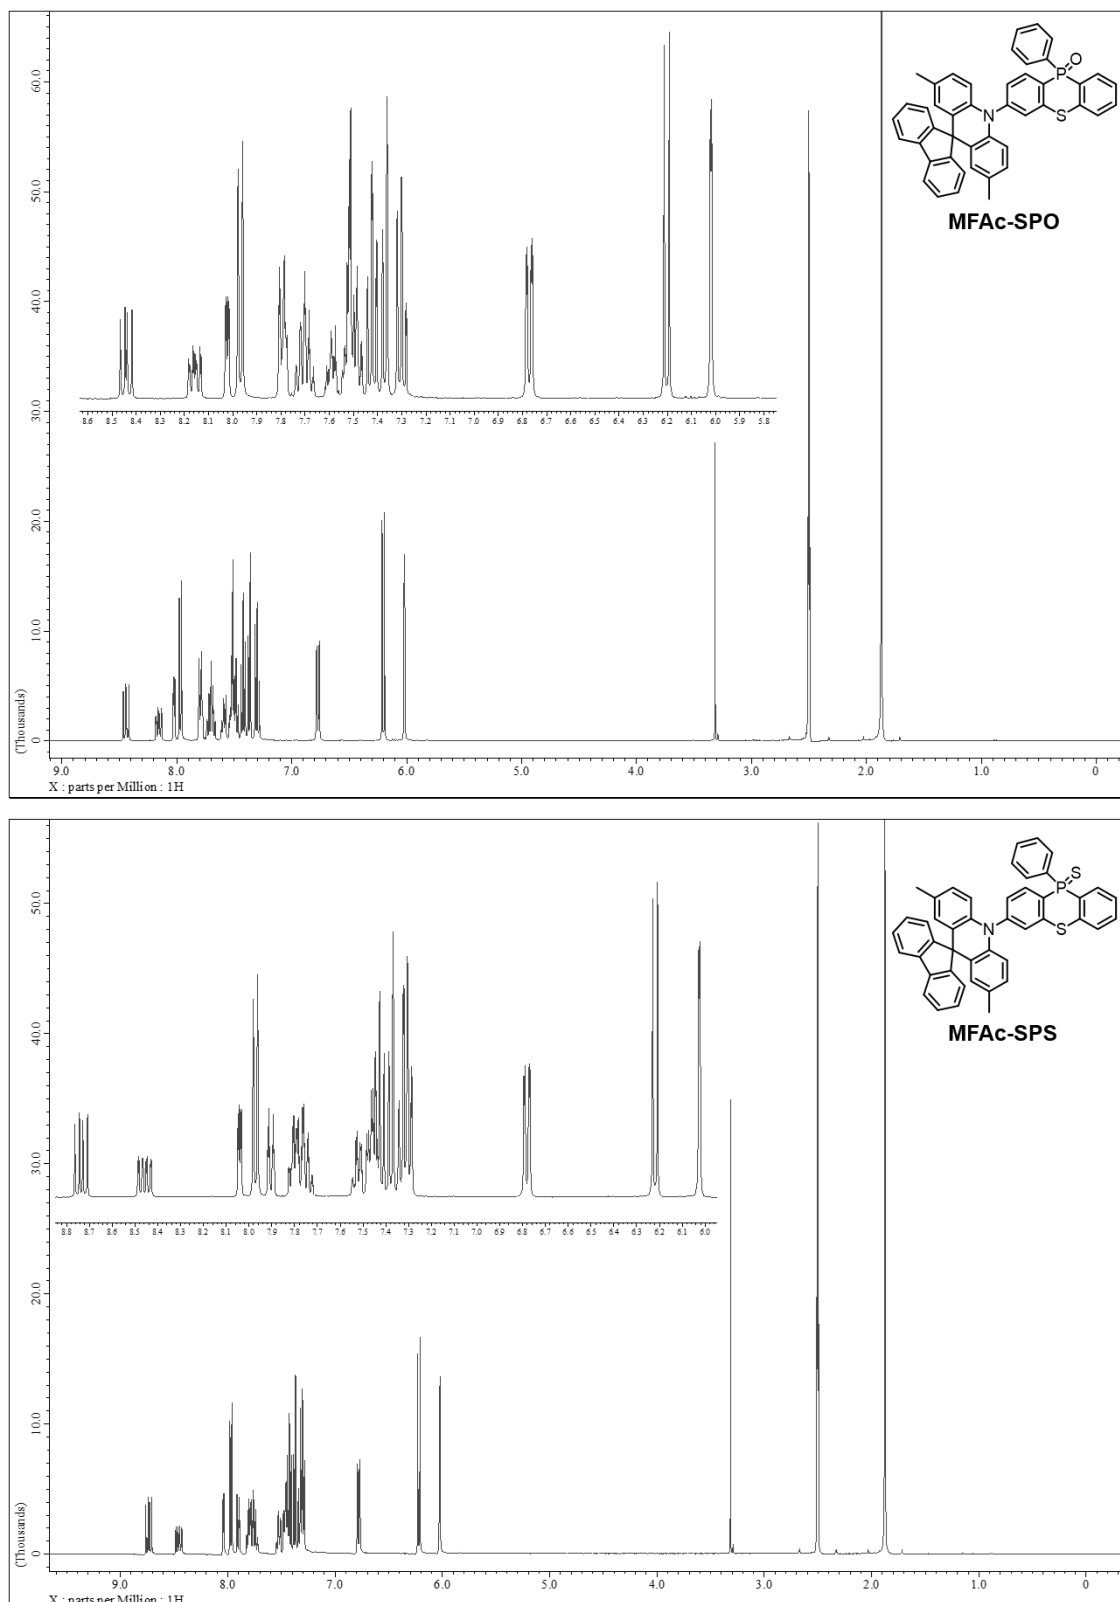 60.0
50.0
40.0
30.0
20.0
10.0
0
(Thousands)
P
O
S
N
MFAc-SPO
8.6 8.5 8.4 8.3 8.2 8.1 8.0 7.9 7.8 7.7 7.6 7.5 7.4 7.3 7.2 7.1 7.0 6.9 6.8 6.7 6.6 6.5 6.4 6.3 6.2 6.1 6.0 5.9 5.8
9.0 8.0 7.0 6.0 5.0 4.0 3.0 2.0 1.0 0
X : parts per Million : 1H
50.0
40.0
30.0
20.0
10.0
0
(Thousands)
P
S
S
N
MFAc-SPS
8.8 8.7 8.6 8.5 8.4 8.3 8.2 8.1 8.0 7.9 7.8 7.7 7.6 7.5 7.4 7.3 7.2 7.1 7.0 6.9 6.8 6.7 6.6 6.5 6.4 6.3 6.2 6.1 6.0
9.0 8.0 7.0 6.0 5.0 4.0 3.0 2.0 1.0 0
X : parts per Million : 1H